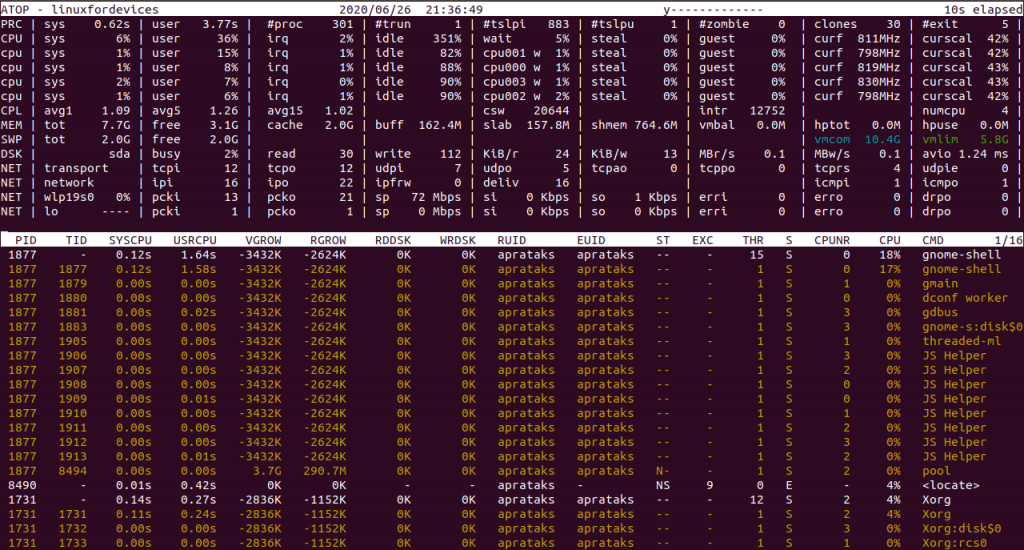 ATOP - linuxfordevices 2020/06/26 21:36:49 y------------- 10s elapsed
PRC | sys 0.62s | user 3.77s | #proc 301 | #trun 1 | #tslpi 883 | #tslpu 1 | #zombie 0 | clones 30 | #exit 5 |
CPU | sys 6% | user 36% | irq 2% | idle 351% | wait 5% | steal 0% | guest 0% | curf 811MHz | curscal 42% |
cpu | sys 1% | user 15% | irq 1% | idle 82% | cpu001 w 1% | steal 0% | guest 0% | curf 798MHz | curscal 42% |
cpu | sys 1% | user 8% | irq 1% | idle 88% | cpu000 w 1% | steal 0% | guest 0% | curf 819MHz | curscal 43% |
cpu | sys 2% | user 7% | irq 0% | idle 90% | cpu003 w 1% | steal 0% | guest 0% | curf 830MHz | curscal 43% |
cpu | sys 1% | user 6% | irq 1% | idle 90% | cpu002 w 2% | steal 0% | guest 0% | curf 798MHz | curscal 42% |
CPL | avg1 1.09 | avg5 1.26 | avg15 1.02 | | csw 20644 | | intr 12752 | | numcpu 4 |
MEM | tot 7.7G | free 3.1G | cache 2.0G | buff 162.4M | slab 157.8M | shmem 764.6M | vmbal 0.0M | hptot 0.0M | hpuse 0.0M |
SWP | tot 2.0G | free 2.0G | | | | | | vmcom 10.4G | vmlim 5.8G |
DSK | sda | busy 2% | read 30 | write 112 | KiB/r 24 | KiB/w 13 | MBr/s 0.1 | MBw/s 0.1 | avio 1.24 ms |
NET | transport | tcpi 12 | tcpo 12 | udpi 7 | udpo 5 | tcpao 0 | tcppo 0 | tcprs 4 | udpie 0 |
NET | network | ipi 16 | ipo 22 | ipfrw 0 | deliv 16 | | | icmpi 1 | icmpo 1 |
NET | wlp19s0 0% | pcki 13 | pcko 21 | sp 72 Mbps | si 0 Kbps | so 1 Kbps | erri 0 | erro 0 | drpo 0 |
NET | lo ---- | pcki 1 | pcko 1 | sp 0 Mbps | si 0 Kbps | so 0 Kbps | erri 0 | erro 0 | drpo 0 |
PID TID SYSCPU USRCPU VGROW RGROW RDDSK WRDSK RUID EUID ST EXC THR S CPUNR CPU CMD 1/16
1877 - 0.12s 1.64s -3432K -2624K 0K 0K aprataks aprataks -- - 15 S 0 18% gnome-shell
1877 1877 0.12s 1.58s -3432K -2624K 0K 0K aprataks aprataks -- - 1 S 0 17% gnome-shell
1877 1879 0.00s 0.00s -3432K -2624K 0K 0K aprataks aprataks -- - 1 S 1 0% gmain
1877 1880 0.00s 0.00s -3432K -2624K 0K 0K aprataks aprataks -- - 1 S 0 0% dconf worker
1877 1881 0.00s 0.02s -3432K -2624K 0K 0K aprataks aprataks -- - 1 S 3 0% gdbus
1877 1883 0.00s 0.00s -3432K -2624K 0K 0K aprataks aprataks -- - 1 S 3 0% gnome-s:disk$0
1877 1905 0.00s 0.00s -3432K -2624K 0K 0K aprataks aprataks -- - 1 S 1 0% threaded-ml
1877 1906 0.00s 0.00s -3432K -2624K 0K 0K aprataks aprataks -- - 1 S 3 0% JS Helper
1877 1907 0.00s 0.00s -3432K -2624K 0K 0K aprataks aprataks -- - 1 S 2 0% JS Helper
1877 1908 0.00s 0.00s -3432K -2624K 0K 0K aprataks aprataks -- - 1 S 0 0% JS Helper
1877 1909 0.00s 0.01s -3432K -2624K 0K 0K aprataks aprataks -- - 1 S 0 0% JS Helper
1877 1910 0.00s 0.00s -3432K -2624K 0K 0K aprataks aprataks -- - 1 S 1 0% JS Helper
1877 1911 0.00s 0.00s -3432K -2624K 0K 0K aprataks aprataks -- - 1 S 2 0% JS Helper
1877 1912 0.00s 0.00s -3432K -2624K 0K 0K aprataks aprataks -- - 1 S 3 0% JS Helper
1877 1913 0.00s 0.01s -3432K -2624K 0K 0K aprataks aprataks -- - 1 S 2 0% JS Helper
1877 8494 0.00s 0.00s 3.7G 290.7M 0K 0K aprataks aprataks N- - 1 S 2 0% pool
8490 - 0.01s 0.42s 0K 0K 0K 0K aprataks - NS 9 0 E - 4% <locate>
1731 - 0.14s 0.27s -2836K -1152K 0K 0K aprataks aprataks -- - 12 S 2 4% Xorg
1731 1731 0.11s 0.24s -2836K -1152K 0K 0K aprataks aprataks -- - 1 S 2 4% Xorg
1731 1732 0.00s 0.00s -2836K -1152K 0K 0K aprataks aprataks -- - 1 S 3 0% Xorg:disk$0
1731 1733 0.00s 0.00s -2836K -1152K 0K 0K aprataks aprataks -- - 1 S 2 0% Xorg:rcs0